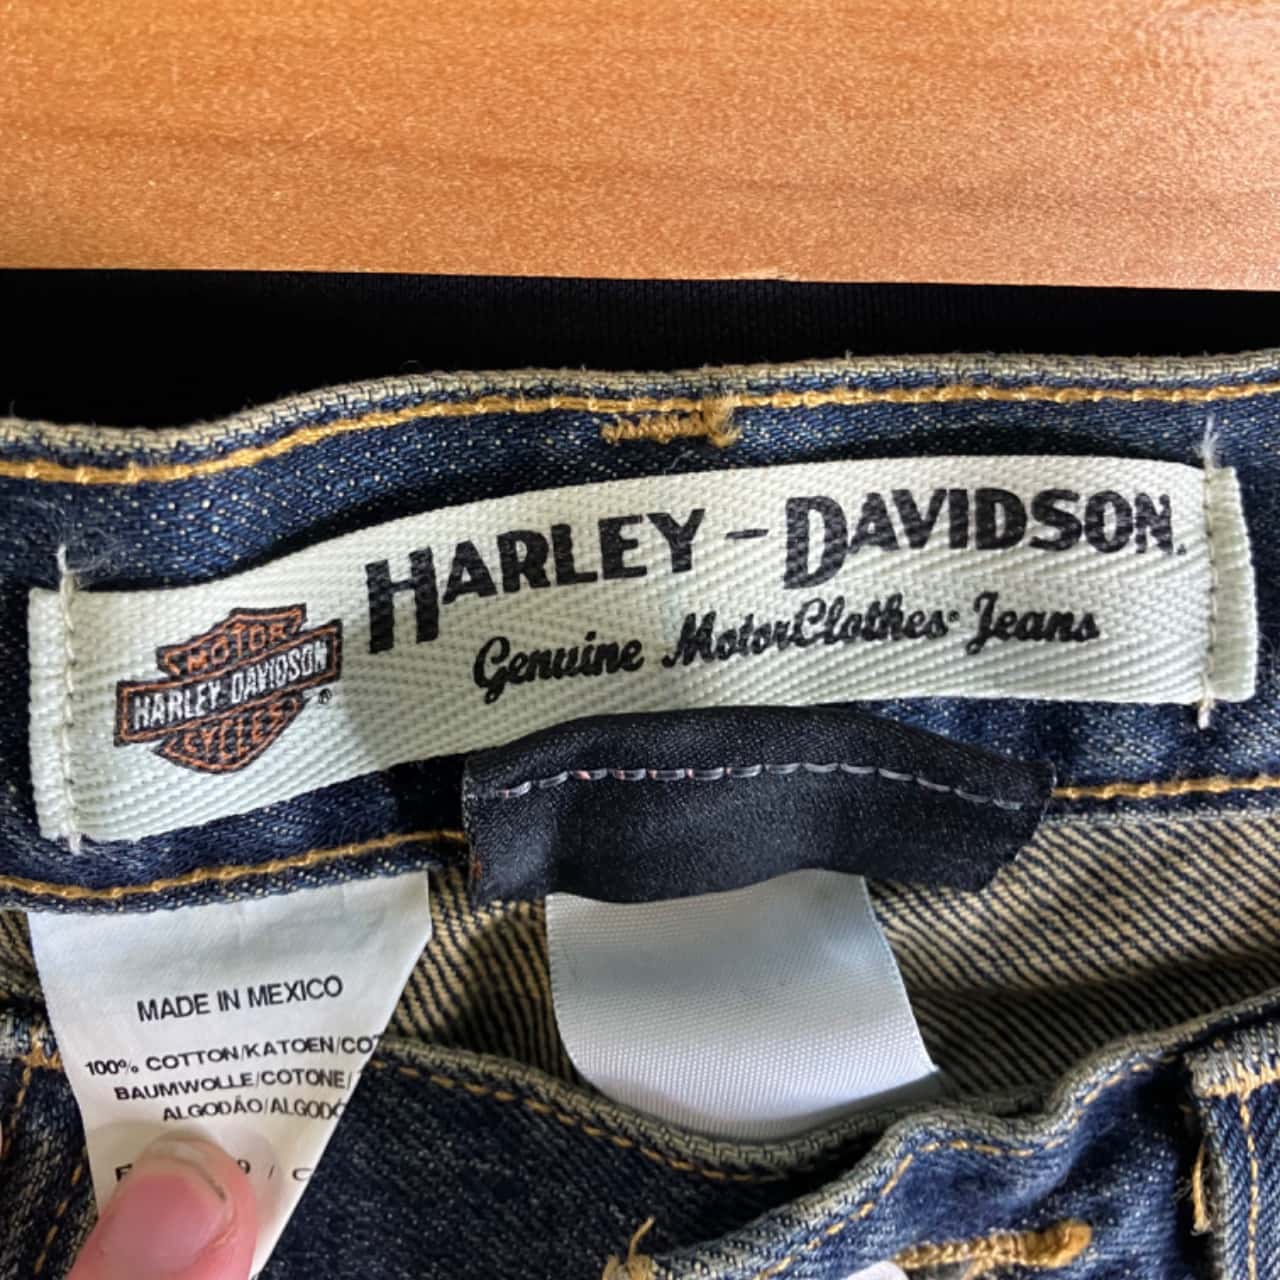 HARLEY-DAVIDSON
Genuine MotorClothes Jeans
MOTOR
HARLEY-DAVIDSON
CYCLES
MADE IN MEXICO
100% COTTON/KATOEN/
BAUMWOLLE/COTONE/
ALGODÃO/